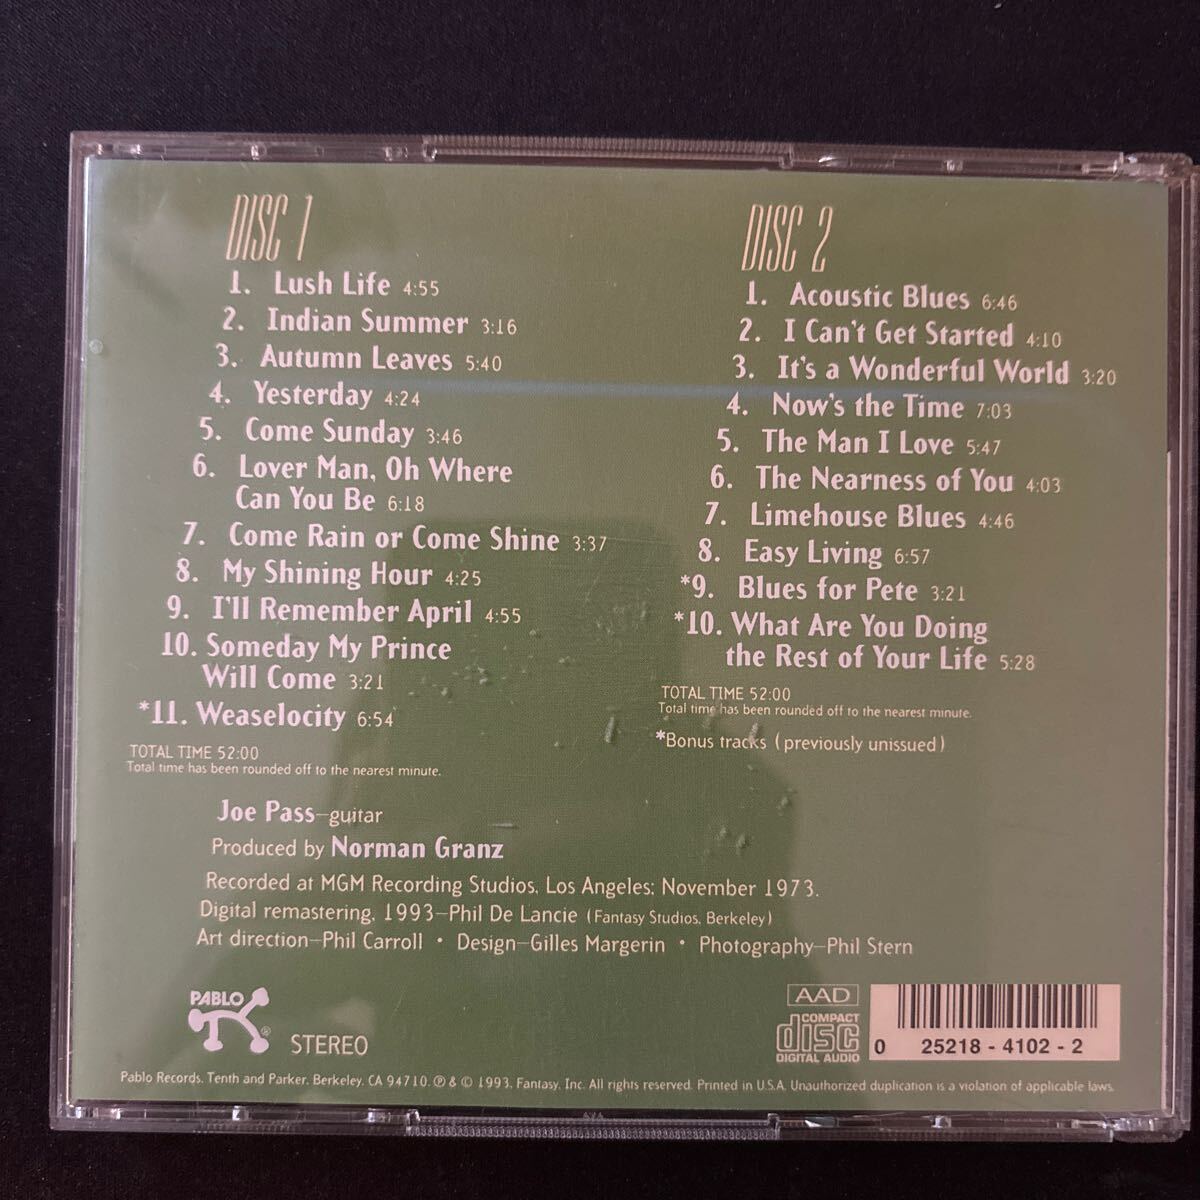 DISC 1
1. Lush Life 4:55
2. Indian Summer 3:16
3. Autumn Leaves 5:40
4. Yesterday 4:24
5. Come Sunday 3:46
6. Lover Man, Oh Where
Can You Be 6:18
7. Come Rain or Come Shine 3:37
8. My Shining Hour 4:25
9. I'll Remember April 4:55
10. Someday My Prince
Will Come 3:21
*11. Weaselocity 6:54
TOTAL TIME 52:00
Total time has been rounded off to the nearest minute.
DISC 2
1. Acoustic Blues 6:46
2. I Can't Get Started 4:10
3. It's a Wonderful World 3:20
4. Now's the Time 7:03
5. The Man I Love 5:47
6. The Nearness of You 4:03
7. Limehouse Blues 4:46
8. Easy Living 6:57
*9. Blues for Pete 3:21
*10. What Are You Doing
the Rest of Your Life 5:28
TOTAL TIME 52:00
Total time has been rounded off to the nearest minute.
*Bonus tracks (previously unissued)
Joe Pass—guitar
Produced by Norman Granz
Recorded at MGM Recording Studios, Los Angeles; November 1973.
Digital remastering, 1993—Phil De Lancie (Fantasy Studios, Berkeley)
Art direction—Phil Carroll • Design—Gilles Margerin • Photography—Phil Stern
PABLO ®
STEREO
AAD
COMPACT
disc
DIGITAL AUDIO
0 25218 - 4102 - 2
Pablo Records, Tenth and Parker, Berkeley, CA 94710. ℗ & © 1993, Fantasy, Inc. All rights reserved. Printed in U.S.A. Unauthorized duplication is a violation of applicable laws.